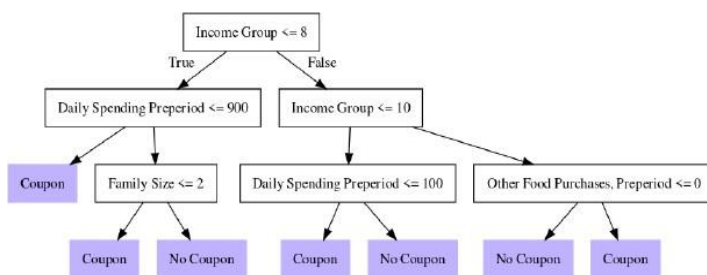 Income Group <= 8
True
False
Daily Spending Preperiod <= 900
Income Group <= 10
Coupon
Family Size <= 2
Daily Spending Preperiod <= 100
Other Food Purchases, Preperiod <= 0
Coupon
No Coupon
Coupon
No Coupon
No Coupon
Coupon